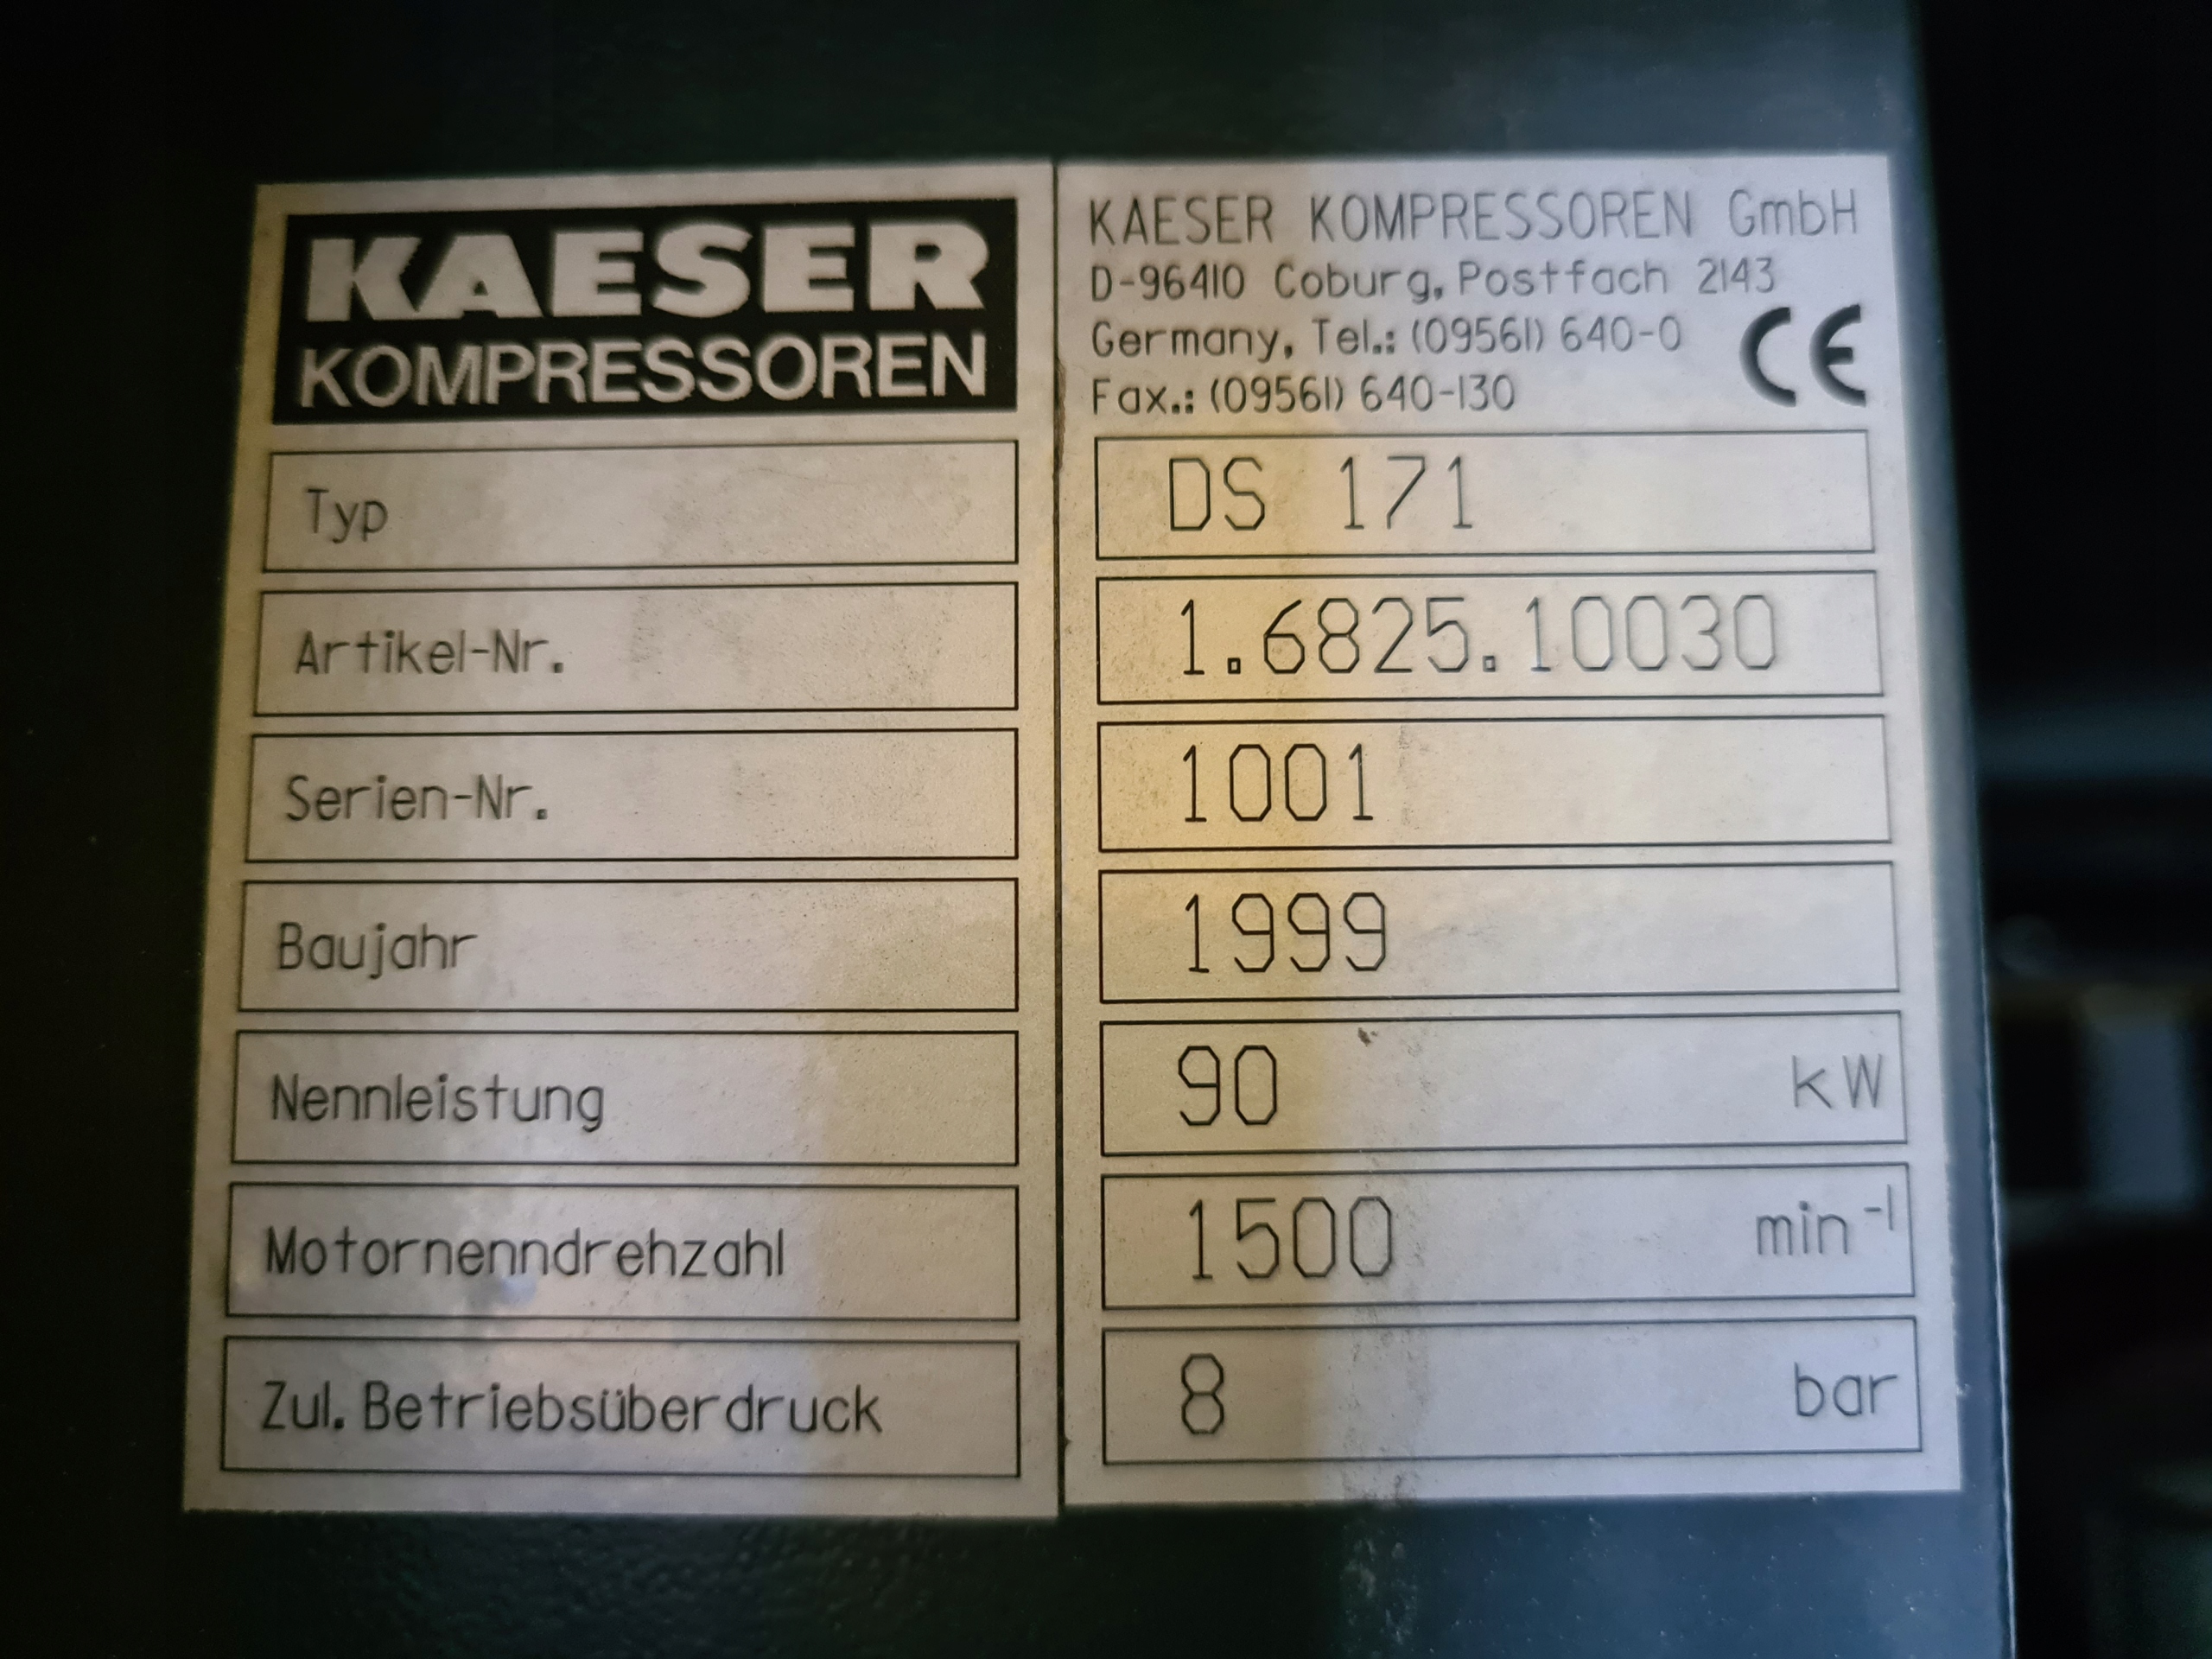 KAESER
KOMPRESSOREN
KAESER KOMPRESSOREN GmbH
D-96410 Coburg, Postfach 2143
Germany, Tel.: (09561) 640-0
Fax.: (09561) 640-130
CE
Typ DS 171
Artikel-Nr. 1.6825.10030
Serien-Nr. 1001
Baujahr 1999
Nennleistung 90 kW
Motornenndrehzahl 1500 min⁻¹
Zul. Betriebsüberdruck 8 bar